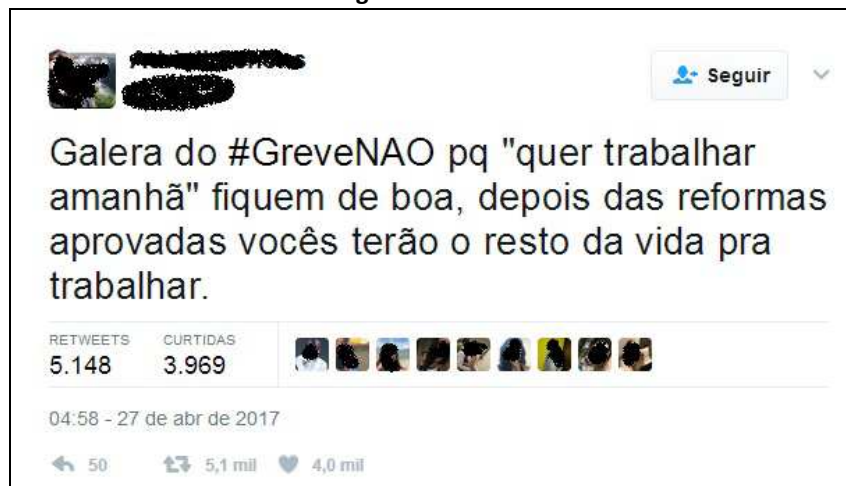 Seguir
Galera do #GreveNAO pq "quer trabalhar
amanhã" fiquem de boa, depois das reformas
aprovadas vocês terão o resto da vida pra
trabalhar.
RETWEETS CURTIDAS
5.148 3.969
04:58 - 27 de abr de 2017
50 5,1 mil 4,0 mil